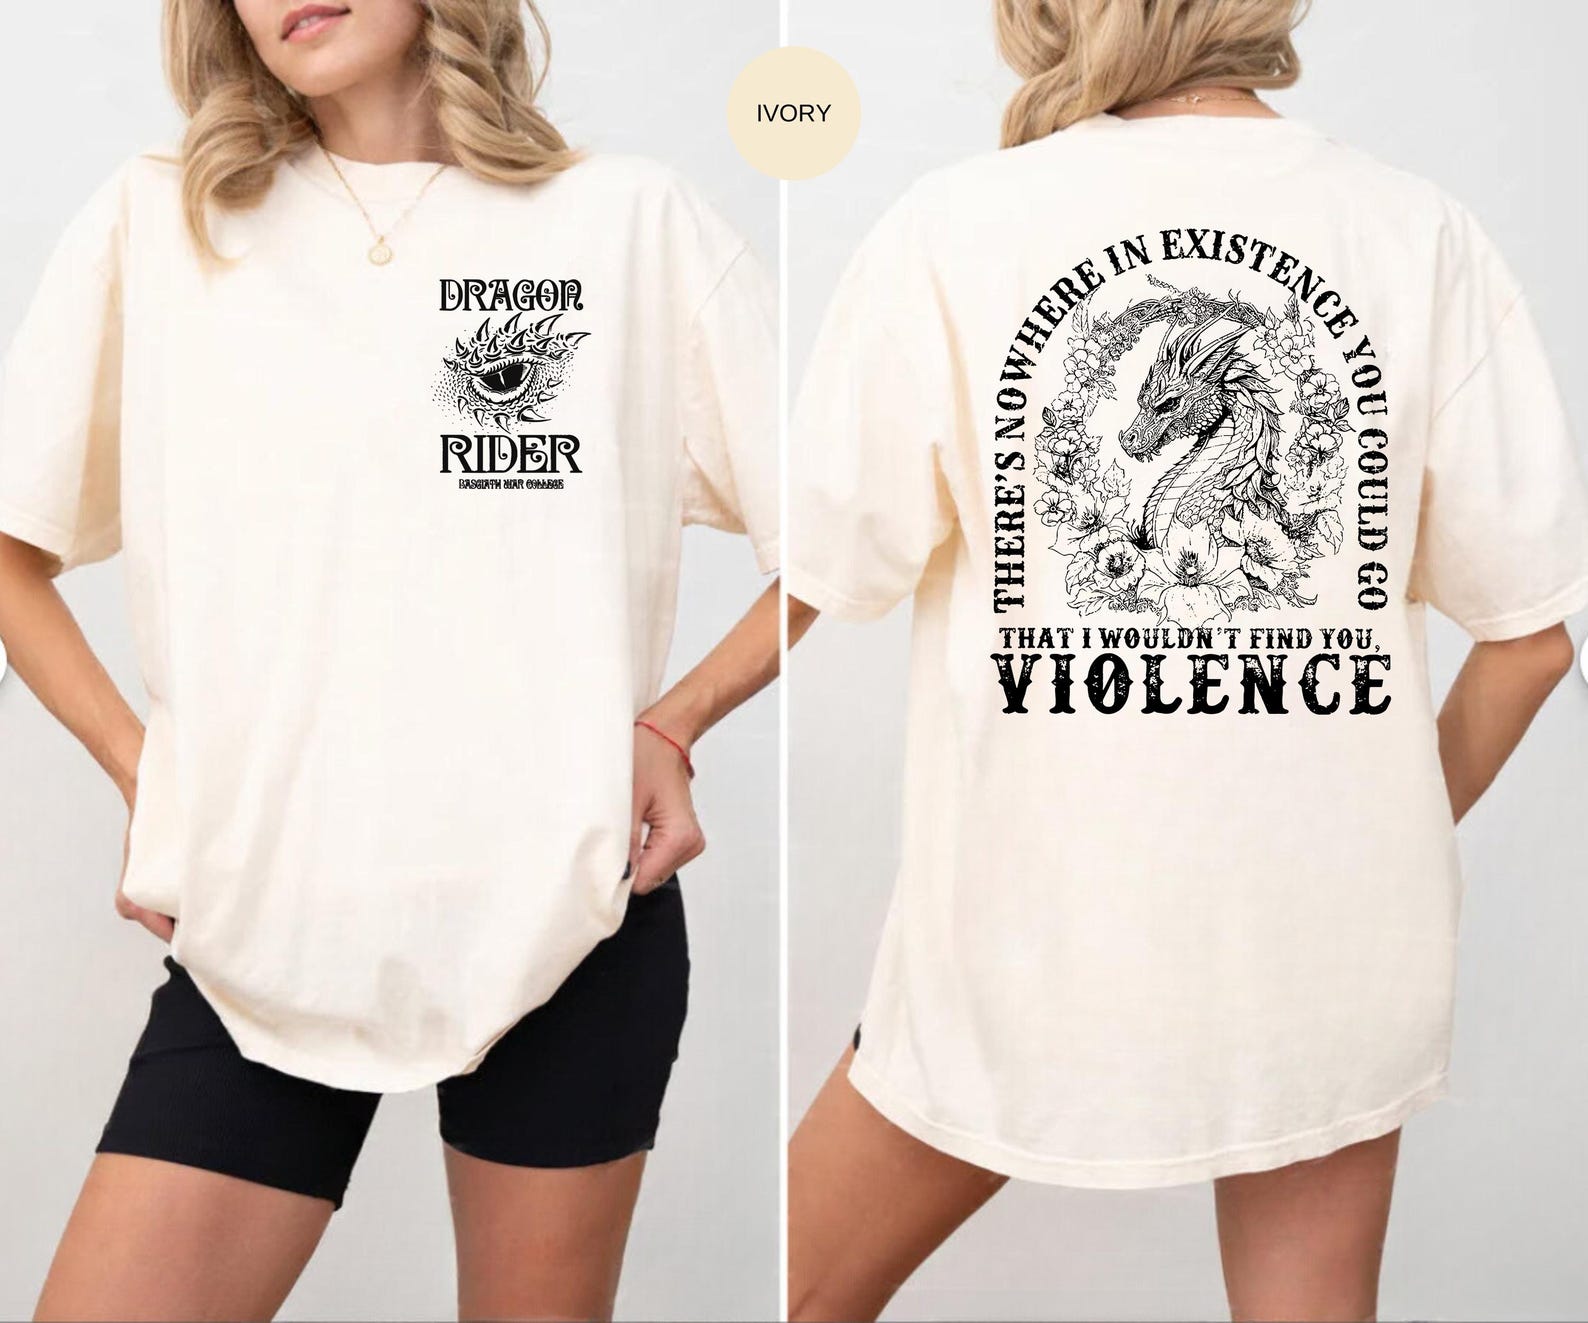 DRAGON
RIDER
BASGIATH WAR COLLEGE
IVORY
THERE'S NOWHERE IN EXISTENCE YOU COULD GO
THAT I WOULDN'T FIND YOU,
VIOLENCE